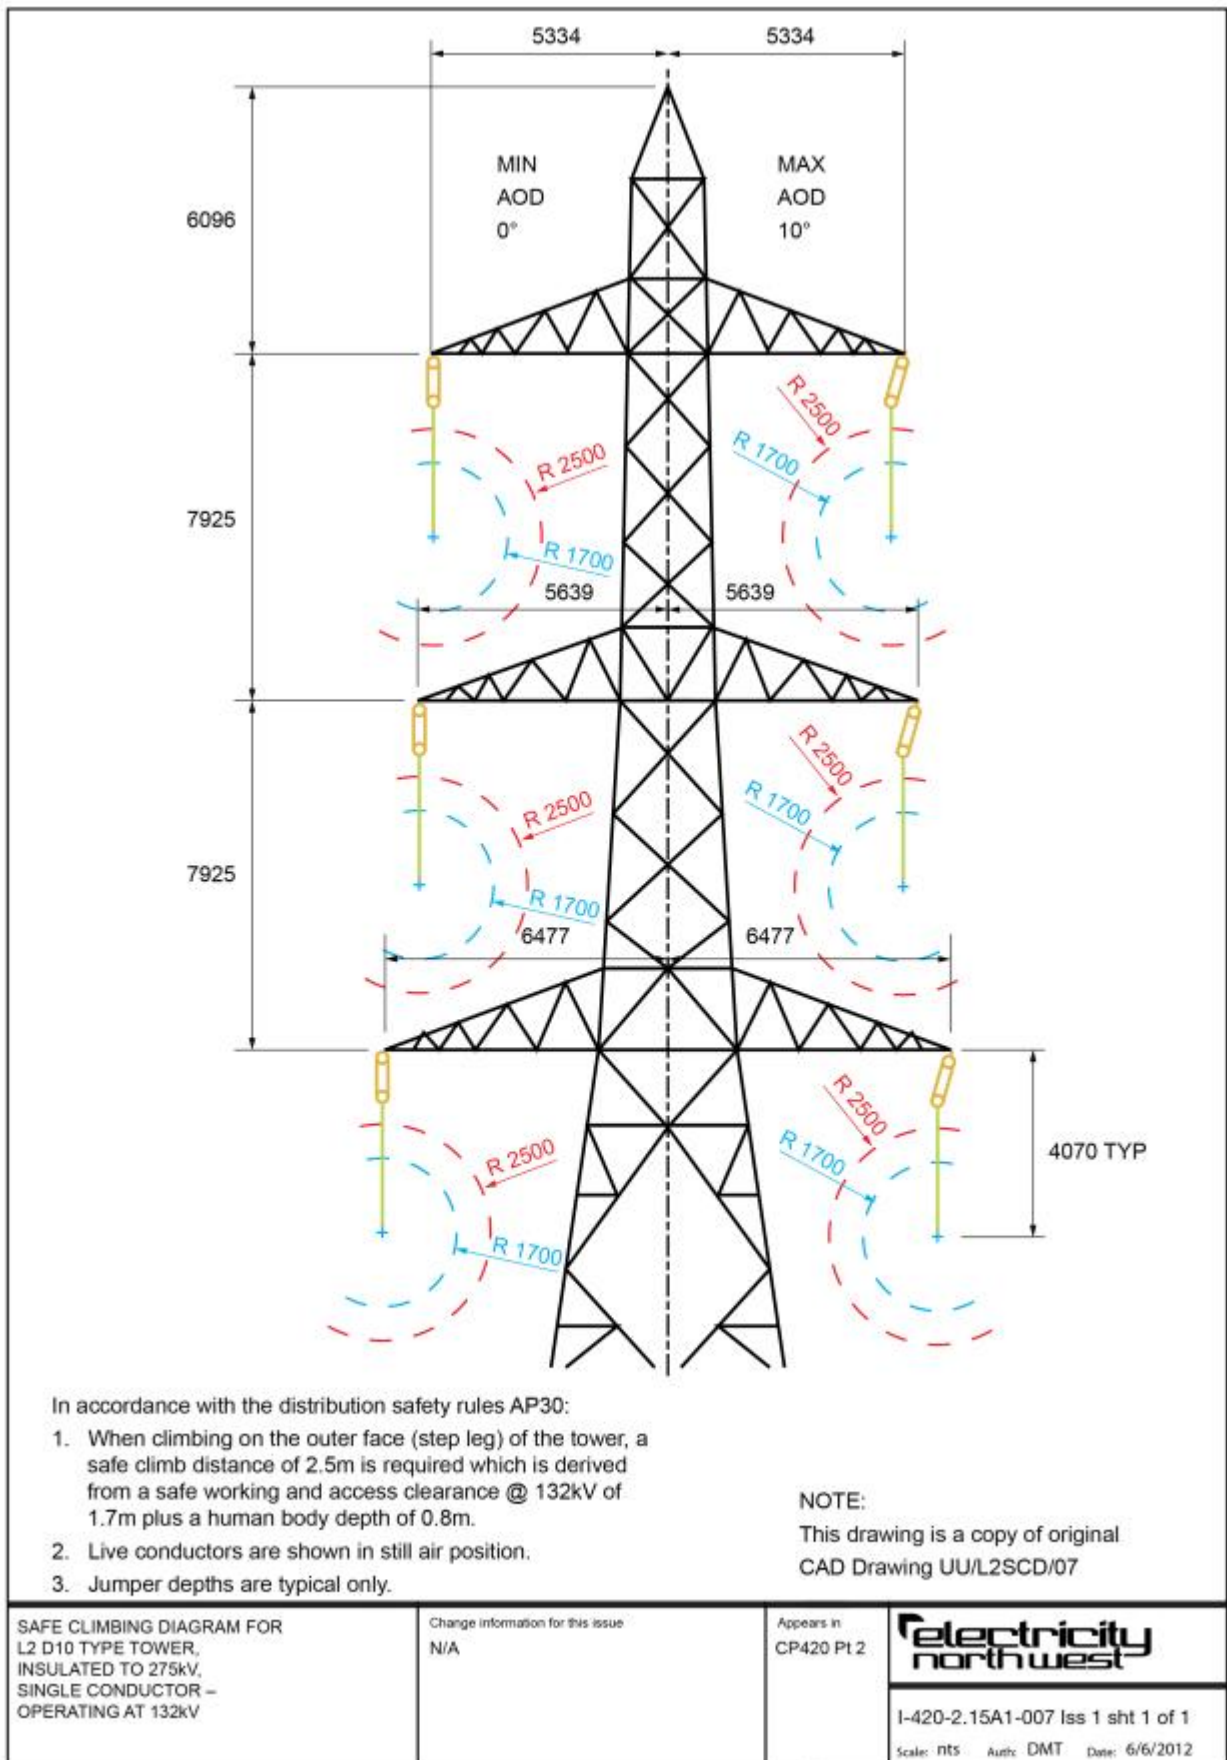 5334 5334
MIN
AOD
0°
MAX
AOD
10°
6096
R 2500
R 1700
R 2500
R 1700
7925
5639 5639
R 2500
R 1700
R 2500
R 1700
7925
6477 6477
R 2500
R 1700
R 2500
R 1700
4070 TYP
In accordance with the distribution safety rules AP30:
1. When climbing on the outer face (step leg) of the tower, a
safe climb distance of 2.5m is required which is derived
from a safe working and access clearance @ 132kV of
1.7m plus a human body depth of 0.8m.
2. Live conductors are shown in still air position.
3. Jumper depths are typical only.
NOTE:
This drawing is a copy of original
CAD Drawing UU/L2SCD/07
SAFE CLIMBING DIAGRAM FOR
L2 D10 TYPE TOWER,
INSULATED TO 275kV,
SINGLE CONDUCTOR –
OPERATING AT 132kV
Change information for this issue
N/A
Appears in
CP420 Pt 2
electricity
northwest
I-420-2.15A1-007 Iss 1 sht 1 of 1
Scale: nts Auth: DMT Date: 6/6/2012